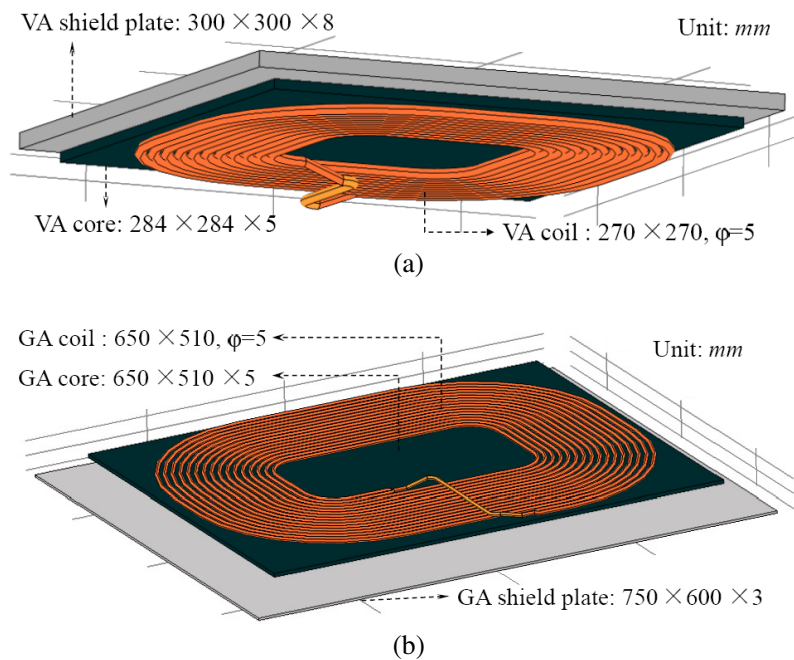 VA shield plate: 300 ×300 ×8
Unit: mm
VA core: 284 ×284 ×5
VA coil : 270 ×270, φ=5
(a)
GA coil : 650 ×510, φ=5
Unit: mm
GA core: 650 ×510 ×5
GA shield plate: 750 ×600 ×3
(b)